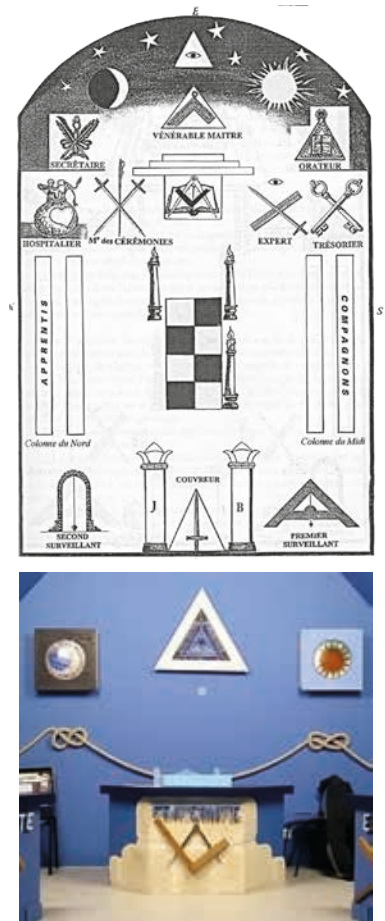 E
VÉNÉRABLE MAITRE
SECRÉTAIRE
ORATEUR
HOSPITALIER
Mᵉ des CÉRÉMONIES
EXPERT
TRÉSORIER
APPRENTIS
COMPAGNONS
S
Colonne du Nord
Colonne du Midi
COUVREUR
J
B
SECOND
SURVEILLANT
PREMIER
SURVEILLANT